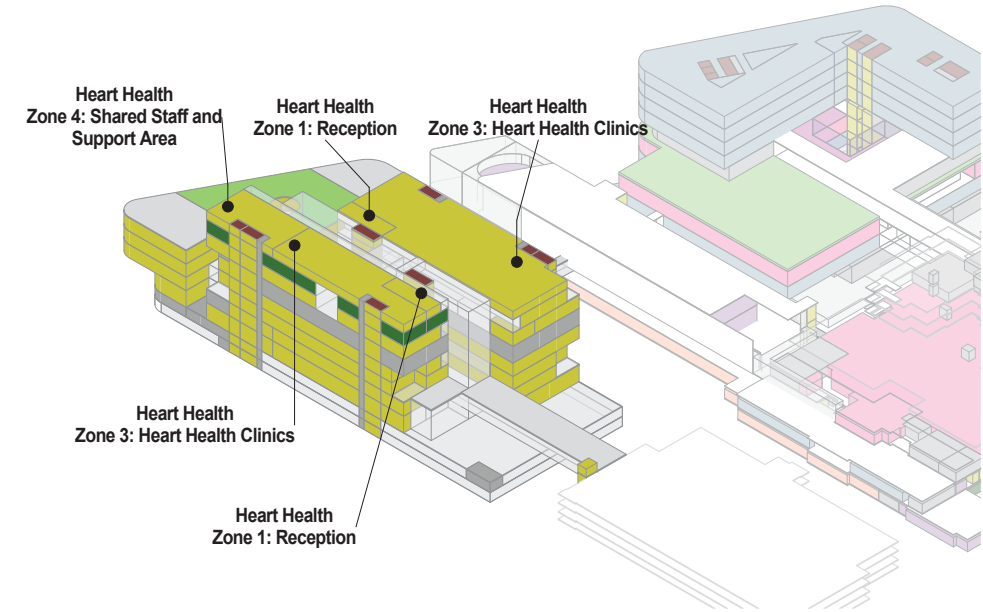 Heart Health
Zone 4: Shared Staff and
Support Area
Heart Health
Zone 1: Reception
Heart Health
Zone 3: Heart Health Clinics
Heart Health
Zone 3: Heart Health Clinics
Heart Health
Zone 1: Reception